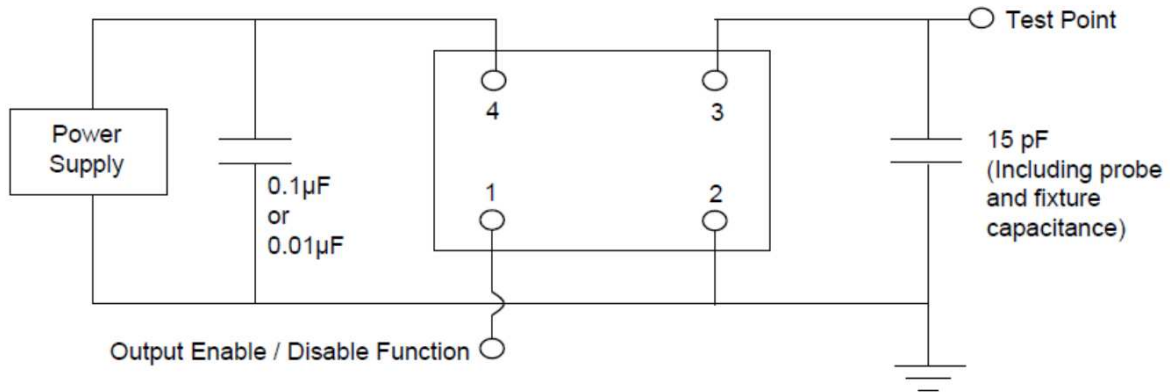 Test Point
4
3
Power
Supply
0.1µF
or
0.01µF
1
2
15 pF
(Including probe
and fixture
capacitance)
Output Enable / Disable Function